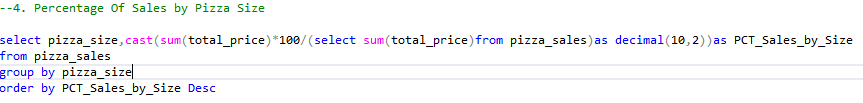 --4. Percentage Of Sales by Pizza Size
select pizza_size,cast(sum(total_price)*100/(select sum(total_price)from pizza_sales)as decimal(10,2))as PCT_Sales_by_Size
from pizza_sales
group by pizza_size
order by PCT_Sales_by_Size Desc